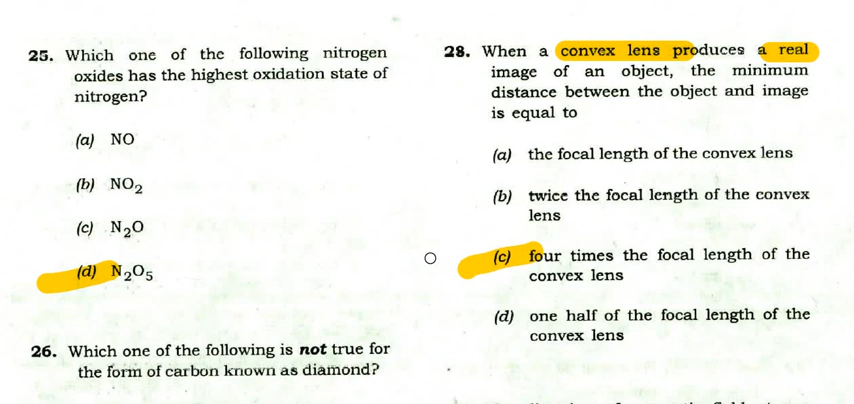 25. Which one of the following nitrogen
oxides has the highest oxidation state of
nitrogen?
(a) NO
(b) NO2
(c) N2O
(d) N2O5
26. Which one of the following is not true for
the form of carbon known as diamond?
28. When a convex lens produces a real
image of an object, the minimum
distance between the object and image
is equal to
(a) the focal length of the convex lens
(b) twice the focal length of the convex
lens
(c) four times the focal length of the
convex lens
(d) one half of the focal length of the
convex lens